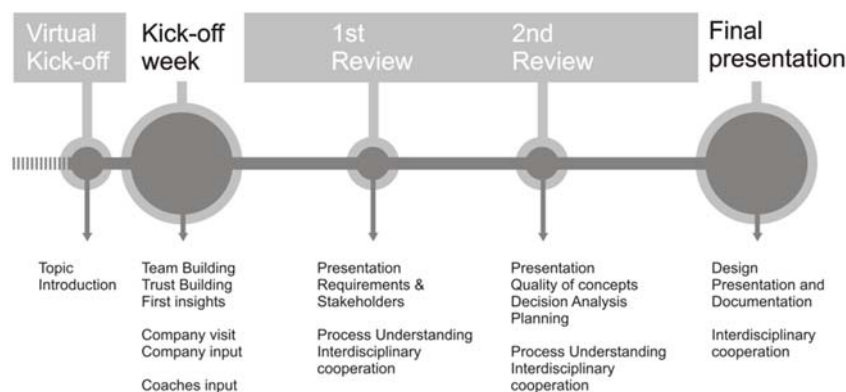 Virtual
Kick-off
Kick-off
week
1st
Review
2nd
Review
Final
presentation
Topic
Introduction
Team Building
Trust Building
First insights
Company visit
Company input
Coaches input
Presentation
Requirements &
Stakeholders
Process Understanding
Interdisciplinary
cooperation
Presentation
Quality of concepts
Decision Analysis
Planning
Process Understanding
Interdisciplinary
cooperation
Design
Presentation and
Documentation
Interdisciplinary
cooperation